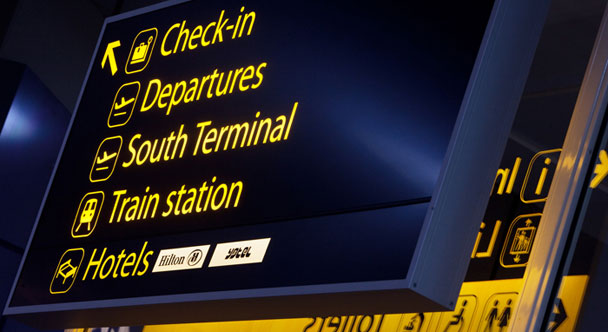 Check-in
Departures
South Terminal
Train station
Hotels Hilton YOTEL